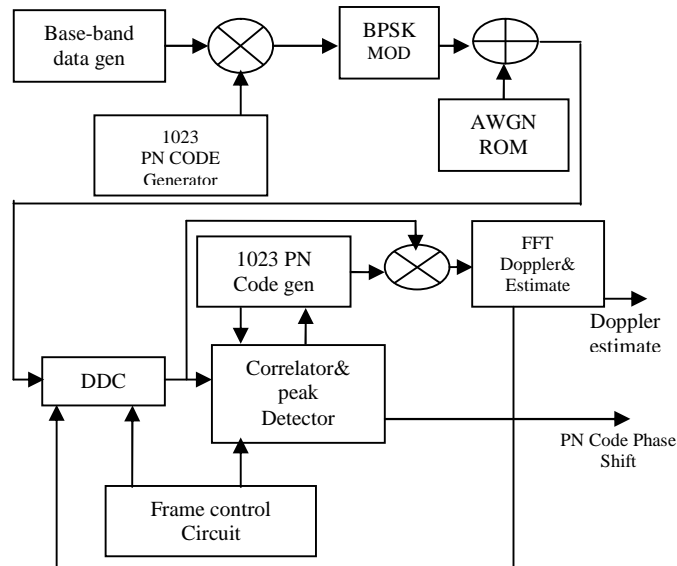 Base-band
data gen
BPSK
MOD
1023
PN CODE
Generator
AWGN
ROM
1023 PN
Code gen
FFT
Doppler&
Estimate
Doppler
estimate
DDC
Correlator&
peak
Detector
PN Code Phase
Shift
Frame control
Circuit